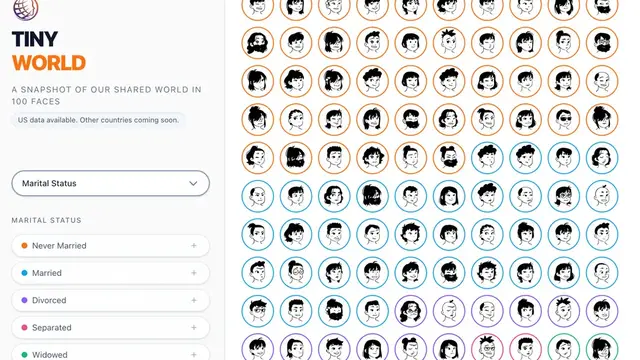 TINY
WORLD
A SNAPSHOT OF OUR SHARED WORLD IN
100 FACES
US data available. Other countries coming soon.
Marital Status
MARITAL STATUS
Never Married +
Married +
Divorced +
Separated +
Widowed +